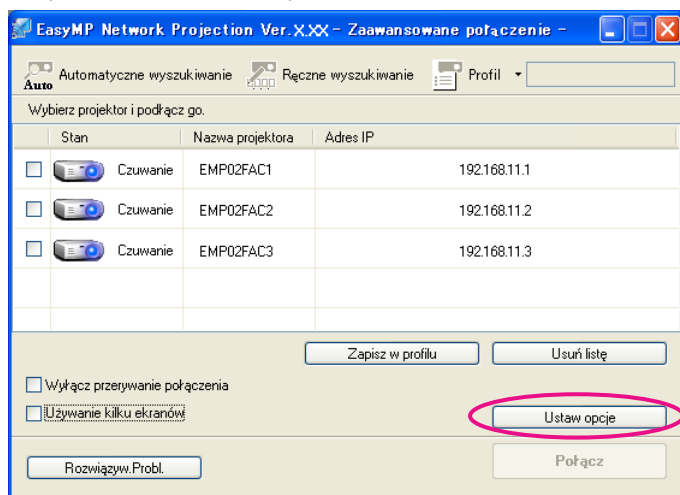 EasyMP Network Projection Ver.X.XX - Zaawansowane połączenie -
Auto Automatyczne wyszukiwanie Ręczne wyszukiwanie Profil
Wybierz projektor i podłącz go.
Stan Nazwa projektora Adres IP
Czuwanie EMP02FAC1 192.168.11.1
Czuwanie EMP02FAC2 192.168.11.2
Czuwanie EMP02FAC3 192.168.11.3
Zapisz w profilu Usuń listę
Wyłącz przerywanie połączenia
Używanie kilku ekranów Ustaw opcje
Rozwiązyw.Probl. Połącz